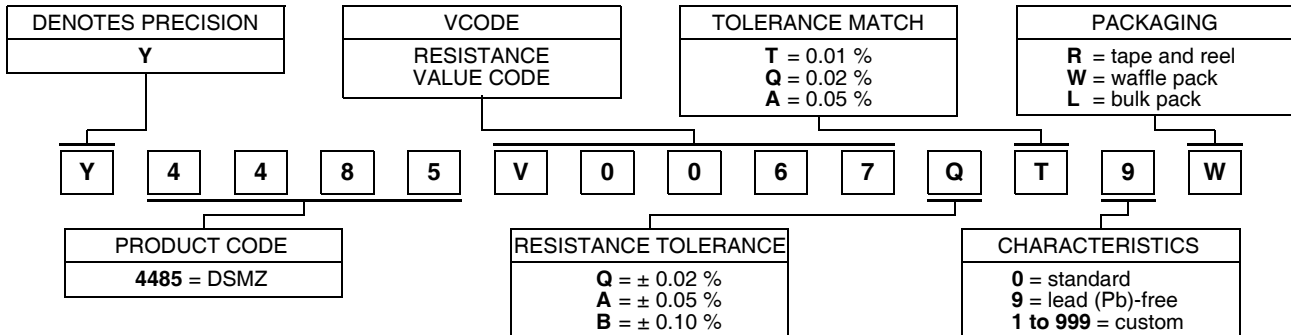 DENOTES PRECISION
Y
VCODE
RESISTANCE
VALUE CODE
TOLERANCE MATCH
T = 0.01 %
Q = 0.02 %
A = 0.05 %
PACKAGING
R = tape and reel
W = waffle pack
L = bulk pack
Y 4 4 8 5 V 0 0 6 7 Q T 9 W
PRODUCT CODE
4485 = DSMZ
RESISTANCE TOLERANCE
Q = ± 0.02 %
A = ± 0.05 %
B = ± 0.10 %
CHARACTERISTICS
0 = standard
9 = lead (Pb)-free
1 to 999 = custom